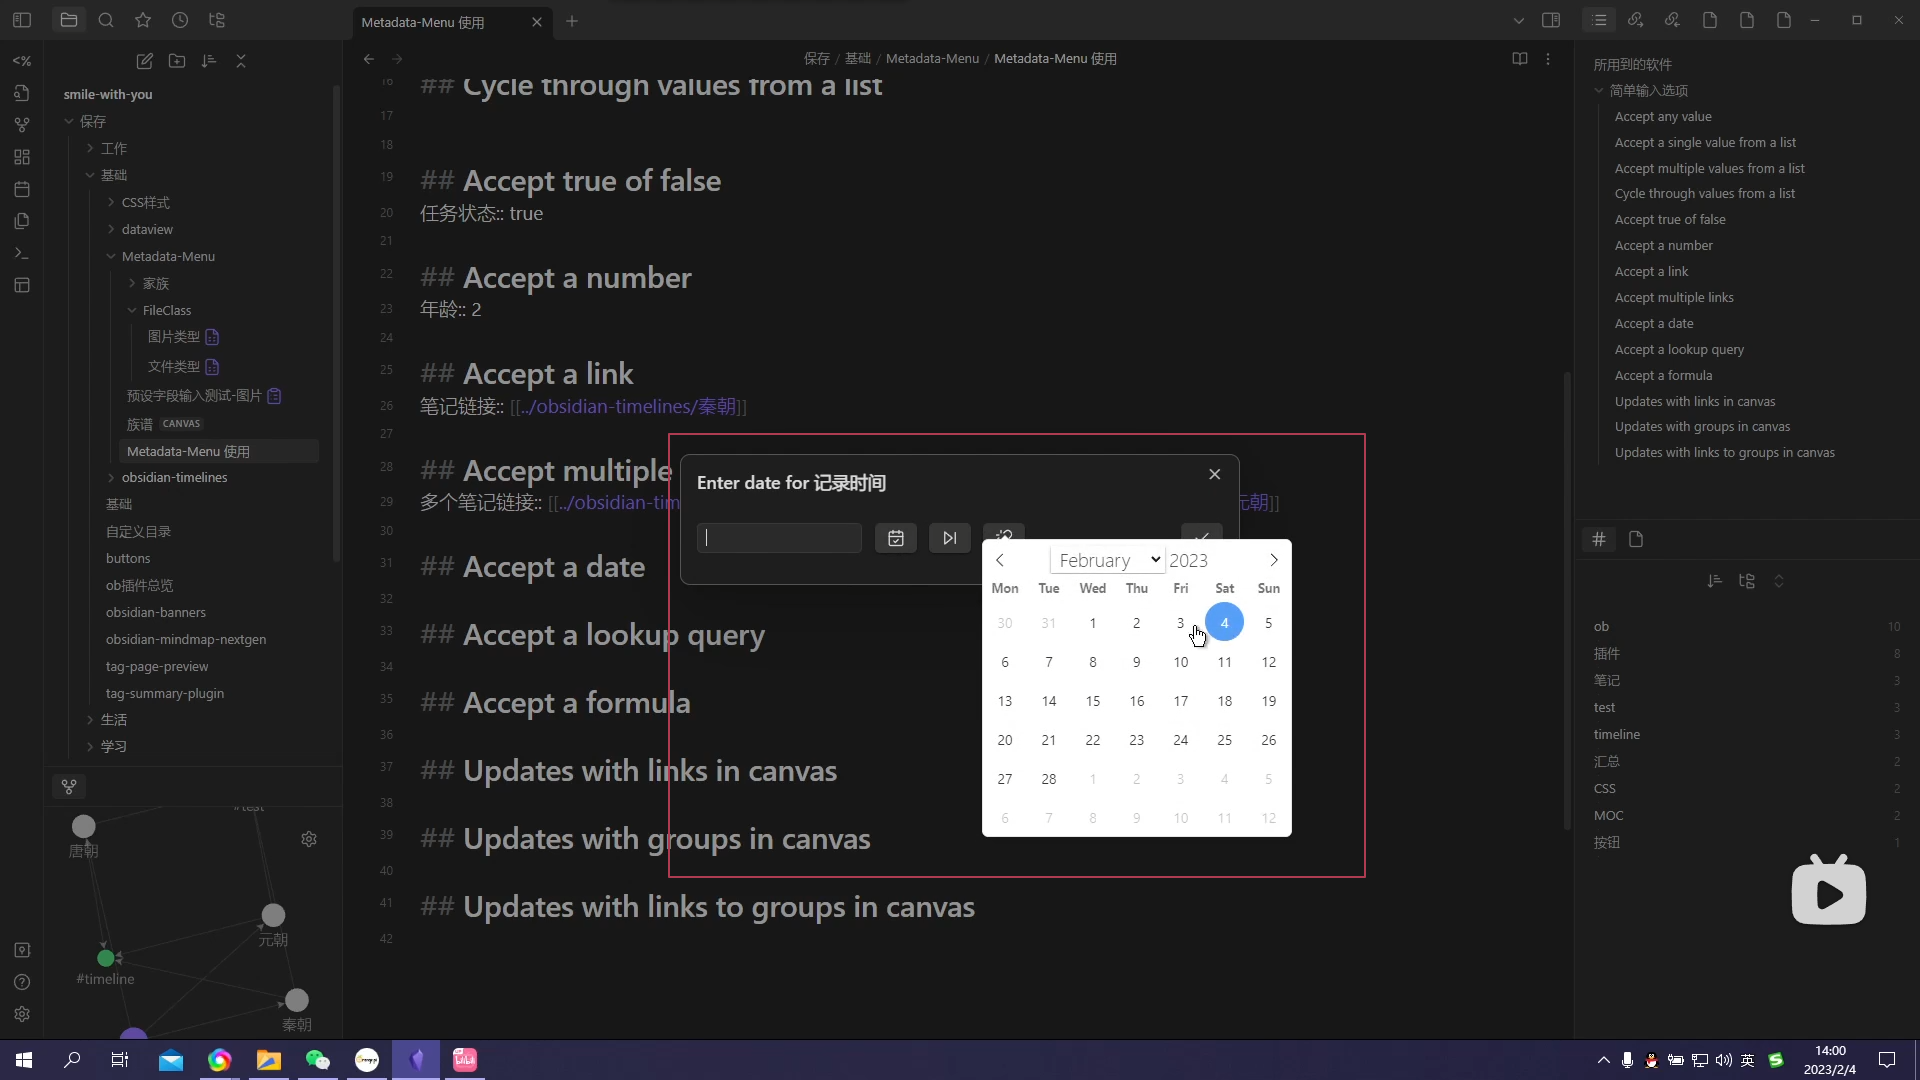 Metadata-Menu 使用
保存 / 基础 / Metadata-Menu / Metadata-Menu 使用
smile-with-you
保存
工作
基础
CSS样式
dataview
Metadata-Menu
家族
FileClass
图片类型
文件类型
预设字段输入测试-图片
族谱 CANVAS
Metadata-Menu 使用
obsidian-timelines
基础
自定义目录
buttons
ob插件总览
obsidian-banners
obsidian-mindmap-nextgen
tag-page-preview
tag-summary-plugin
生活
学习
#test
唐朝
元朝
#timeline
秦朝
16 ## Cycle through values from a list
17
18
19 ## Accept true of false
20 任务状态:: true
21
22 ## Accept a number
23 年龄:: 2
24
25 ## Accept a link
26 笔记链接:: [[../obsidian-timelines/秦朝]]
27
28 ## Accept multiple
29 多个笔记链接:: [[../obsidian-tim 元朝]]
30
31 ## Accept a date
32
33 ## Accept a lookup query
34
35 ## Accept a formula
36
37 ## Updates with links in canvas
38
39 ## Updates with groups in canvas
40
41 ## Updates with links to groups in canvas
42
Enter date for 记录时间
February 2023
Mon Tue Wed Thu Fri Sat Sun
30 31 1 2 3 4 5
6 7 8 9 10 11 12
13 14 15 16 17 18 19
20 21 22 23 24 25 26
27 28 1 2 3 4 5
6 7 8 9 10 11 12
所用到的软件
简单输入选项
Accept any value
Accept a single value from a list
Accept multiple values from a list
Cycle through values from a list
Accept true of false
Accept a number
Accept a link
Accept multiple links
Accept a date
Accept a lookup query
Accept a formula
Updates with links in canvas
Updates with groups in canvas
Updates with links to groups in canvas
ob 10
插件 8
笔记 3
test 3
timeline 3
汇总 2
CSS 2
MOC 2
按钮 1
英
14:00
2023/2/4